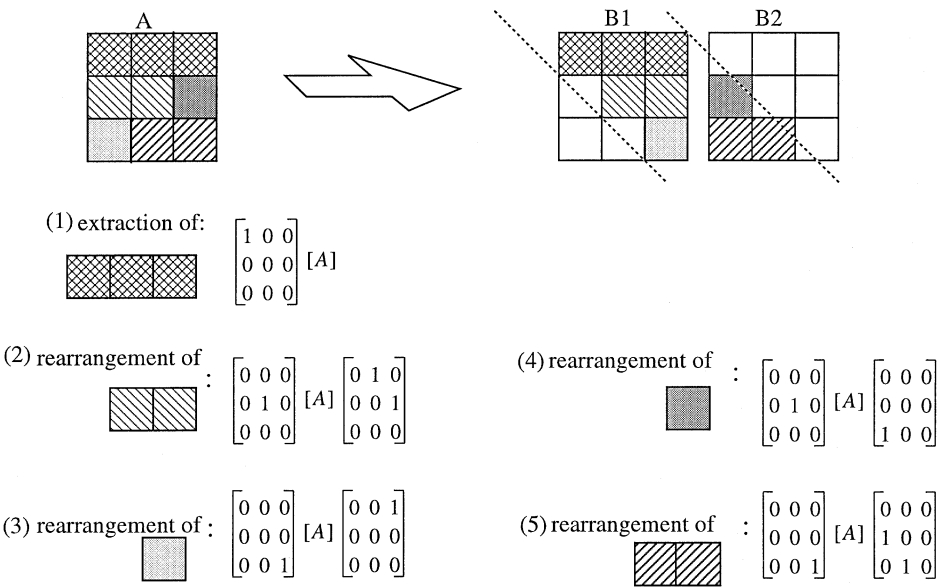 A
B1 B2
(1) extraction of:
1 0 0
0 0 0 [A]
0 0 0
(2) rearrangement of :
0 0 0 0 1 0
0 1 0 [A] 0 0 1
0 0 0 0 0 0
(4) rearrangement of :
0 0 0 0 0 0
0 1 0 [A] 0 0 0
0 0 0 1 0 0
(3) rearrangement of :
0 0 0 0 0 1
0 0 0 [A] 0 0 0
0 0 1 0 0 0
(5) rearrangement of :
0 0 0 0 0 0
0 0 0 [A] 1 0 0
0 0 1 0 1 0